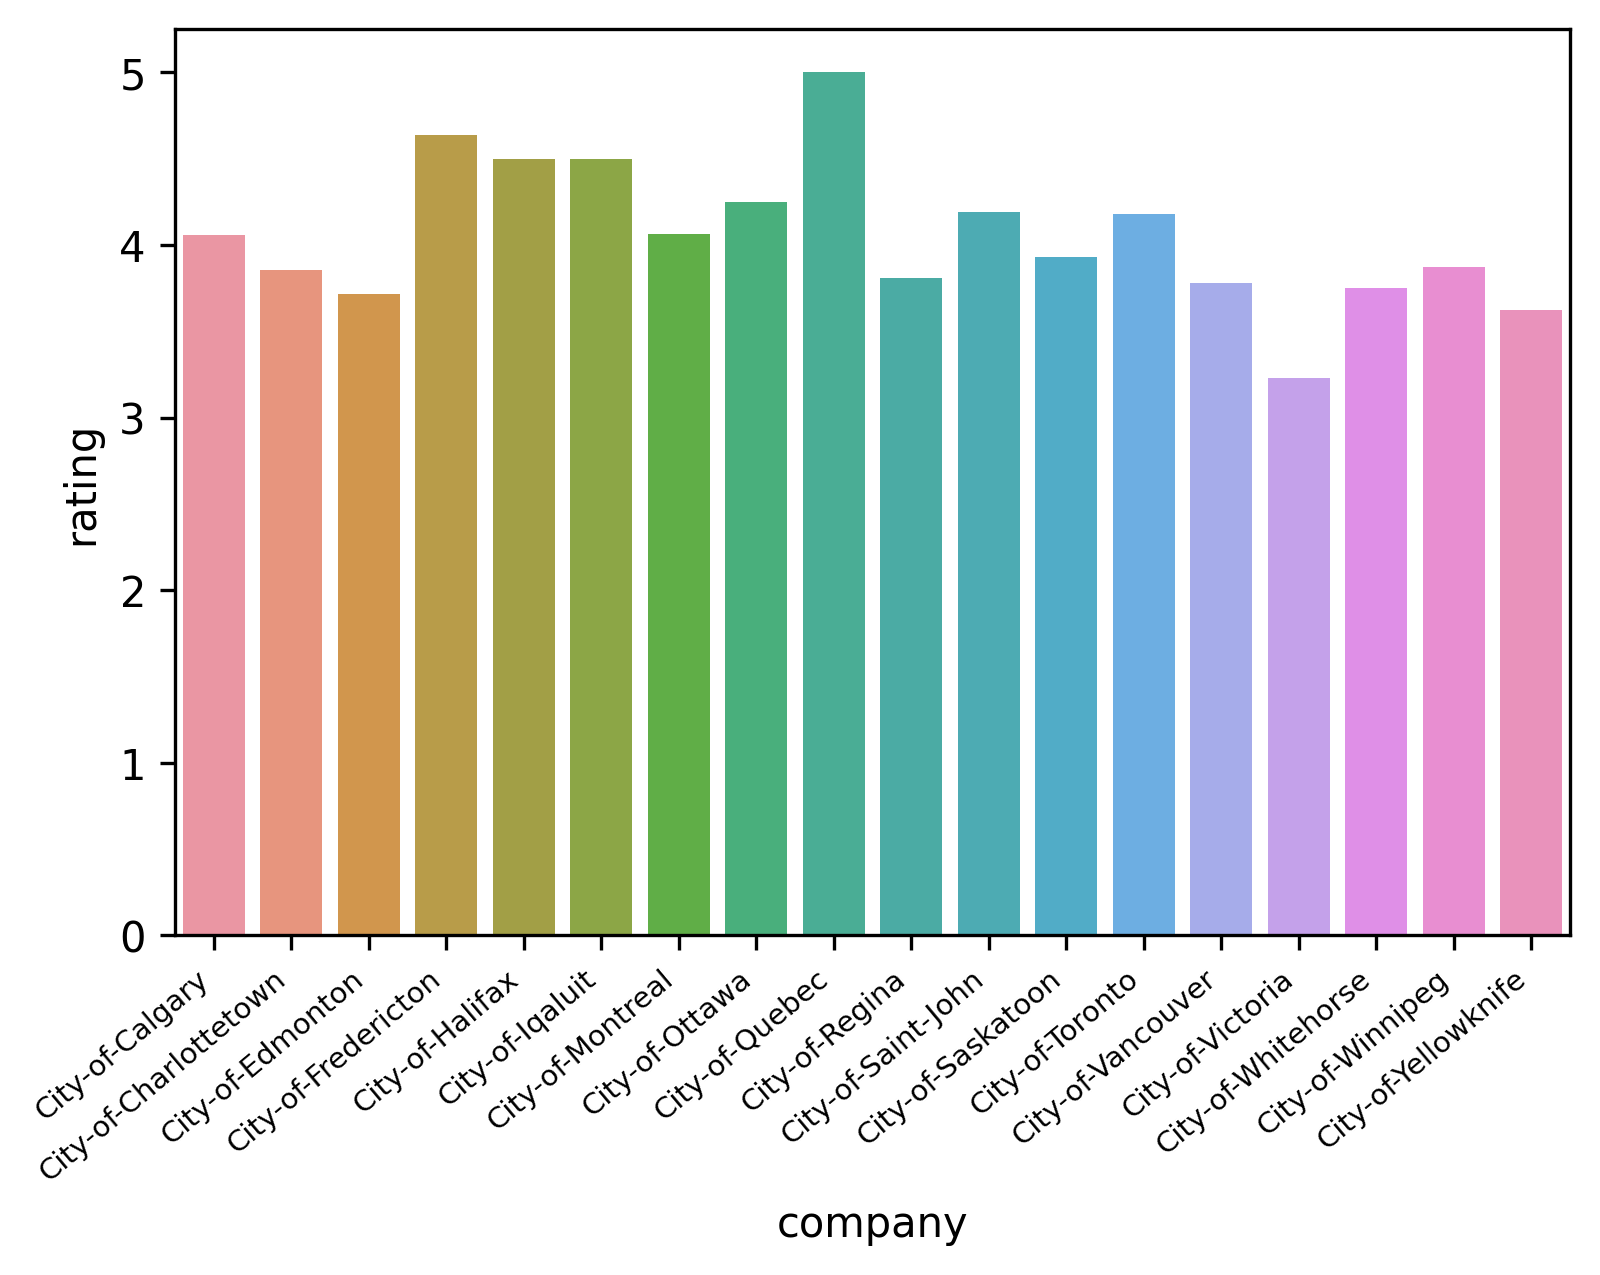 5
4
3
2
1
0
rating
City-of-Calgary
City-of-Charlottetown
City-of-Edmonton
City-of-Fredericton
City-of-Halifax
City-of-Iqaluit
City-of-Montreal
City-of-Ottawa
City-of-Quebec
City-of-Regina
City-of-Saint-John
City-of-Saskatoon
City-of-Toronto
City-of-Vancouver
City-of-Victoria
City-of-Whitehorse
City-of-Winnipeg
City-of-Yellowknife
company